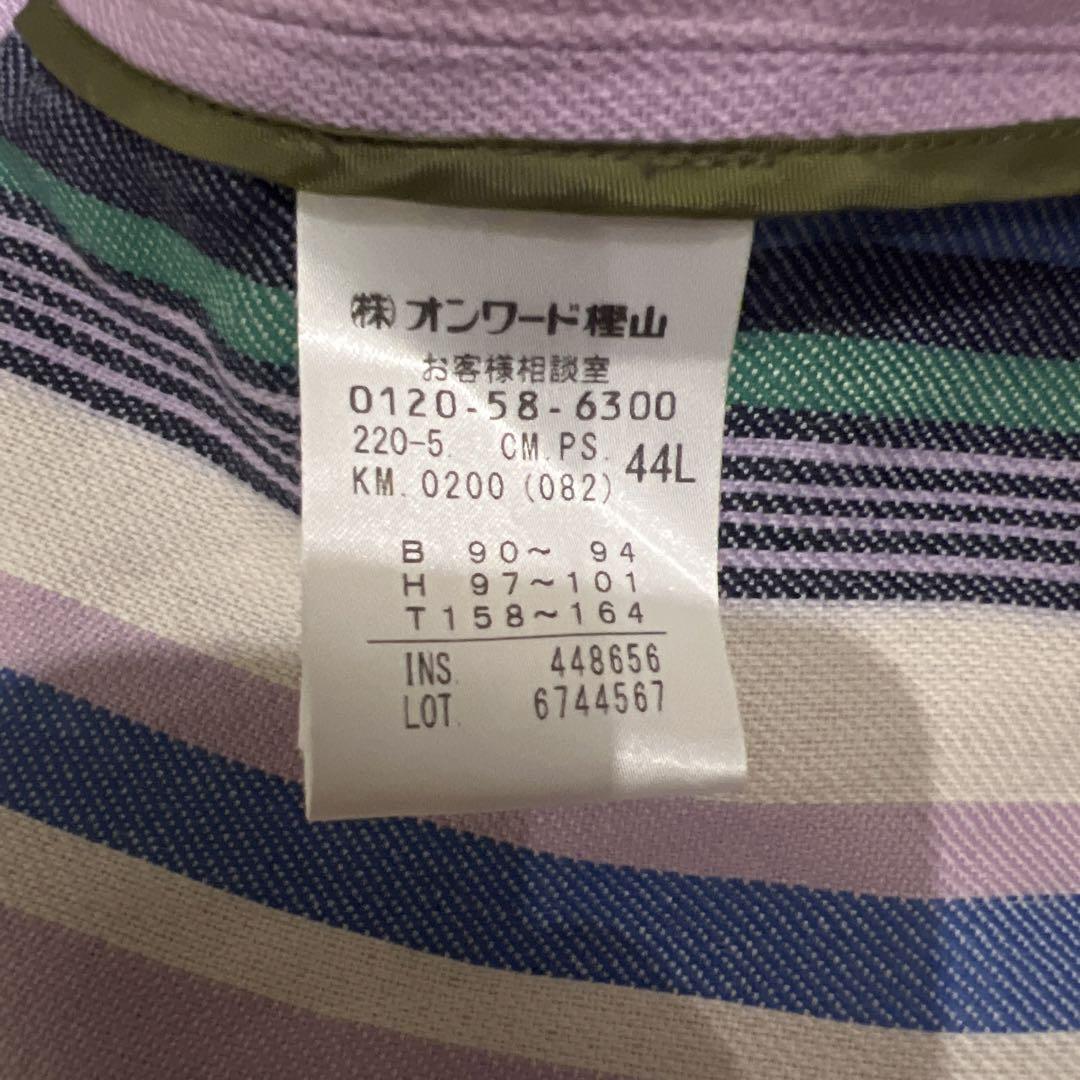 ㈱オンワード樫山
お客様相談室
0120-58-6300
220-5. CM.PS. 44L
KM.0200(082)
B 90～ 94
H 97～101
T158～164
INS. 448656
LOT. 6744567